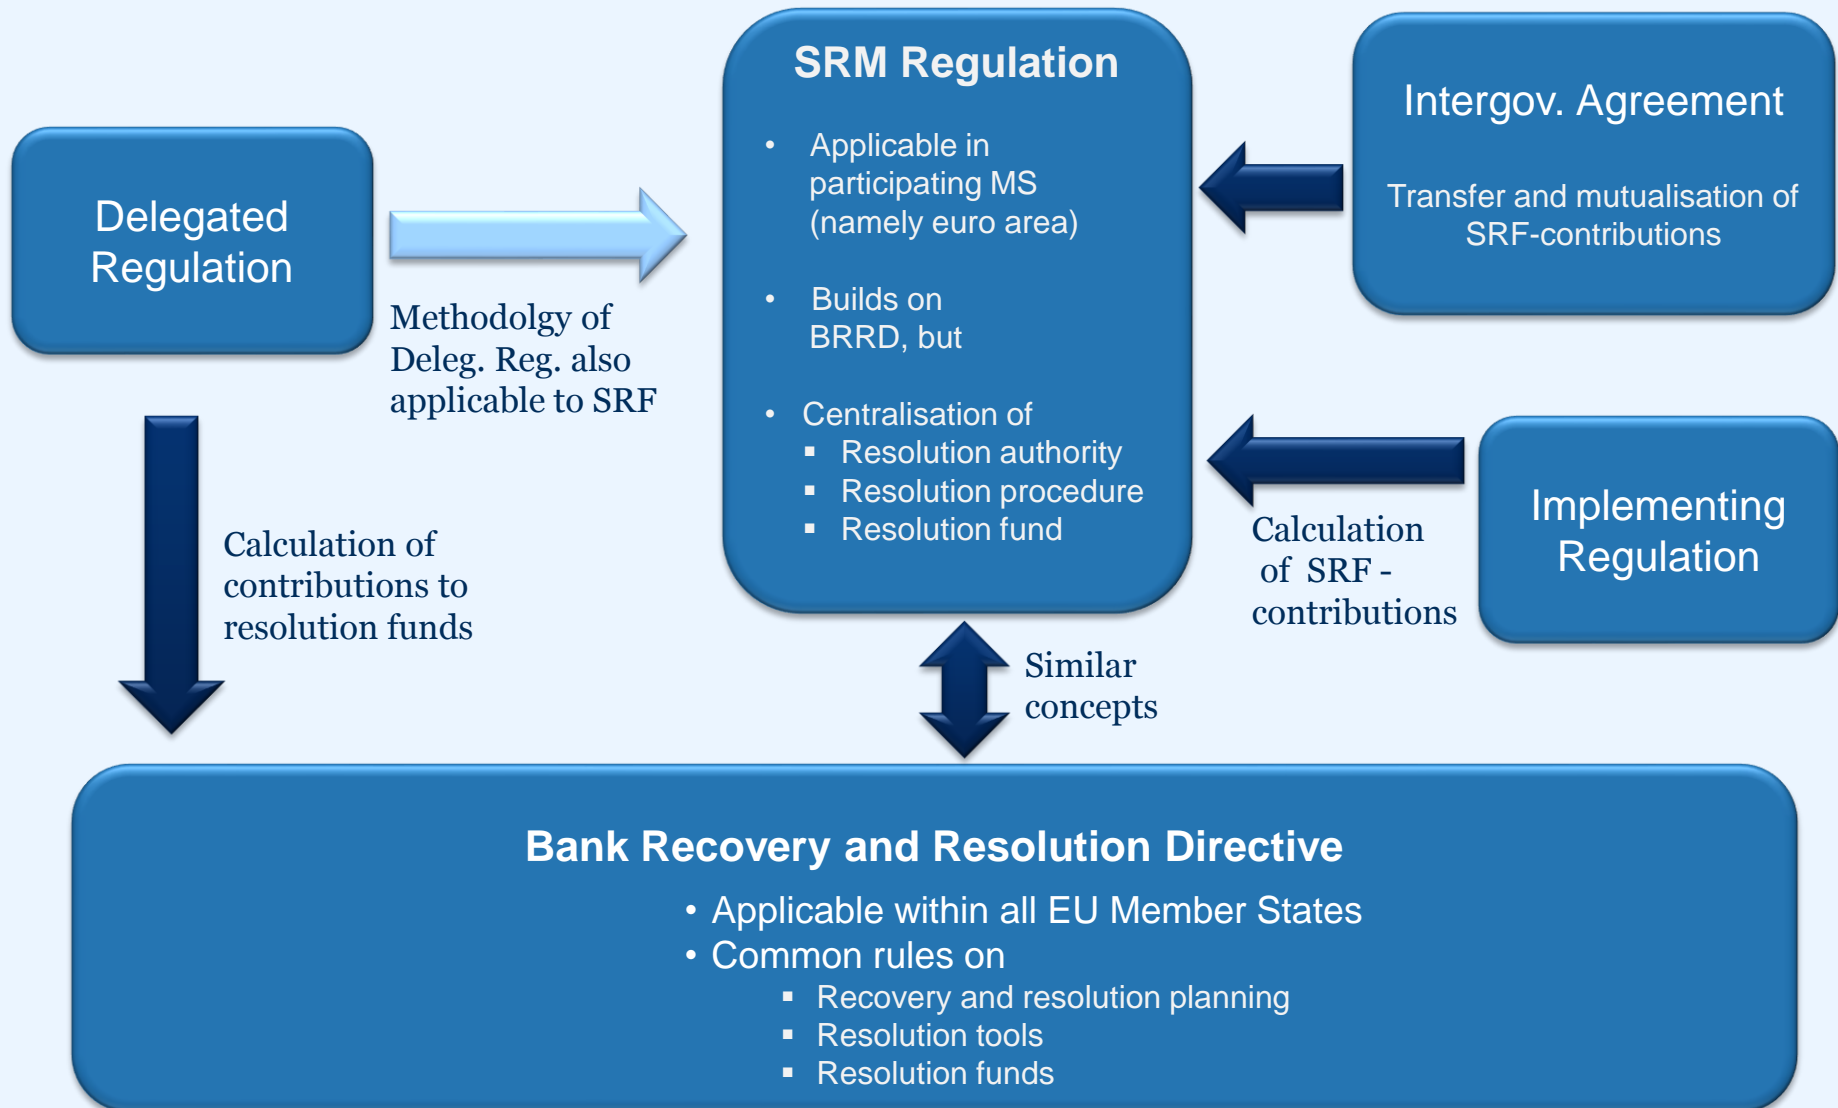 SRM Regulation
• Applicable in
participating MS
(namely euro area)
• Builds on
BRRD, but
• Centralisation of
▪ Resolution authority
▪ Resolution procedure
▪ Resolution fund
Intergov. Agreement
Transfer and mutualisation of
SRF-contributions
Delegated
Regulation
Methodolgy of
Deleg. Reg. also
applicable to SRF
Calculation of
contributions to
resolution funds
Implementing
Regulation
Calculation
of SRF -
contributions
Similar
concepts
Bank Recovery and Resolution Directive
• Applicable within all EU Member States
• Common rules on
▪ Recovery and resolution planning
▪ Resolution tools
▪ Resolution funds